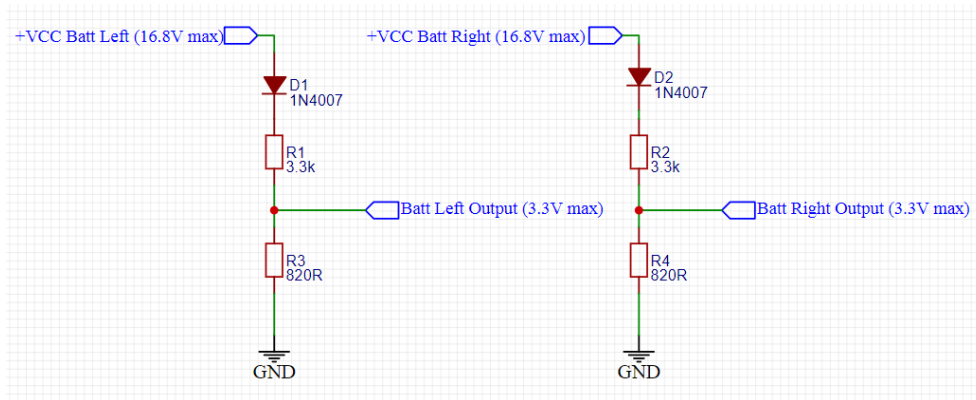 +VCC Batt Left (16.8V max)
+VCC Batt Right (16.8V max)
D1
1N4007
D2
1N4007
R1
3.3k
R2
3.3k
Batt Left Output (3.3V max)
Batt Right Output (3.3V max)
R3
820R
R4
820R
GND
GND